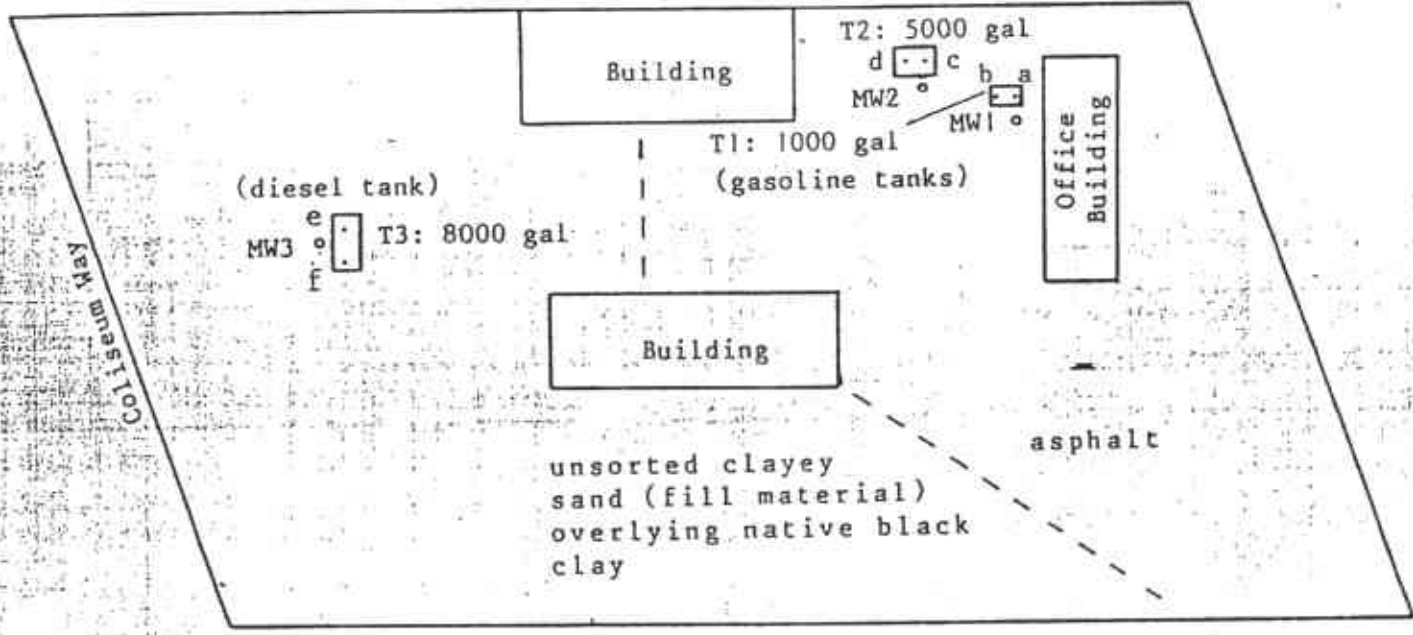 T2: 5000 gal
Building
d
c
b a
MW2
MW1
T1: 1000 gal
(gasoline tanks)
Office
Building
(diesel tank)
e
MW3
T3: 8000 gal
f
Coliseum Way
Building
asphalt
unsorted clayey
sand (fill material)
overlying native black
clay